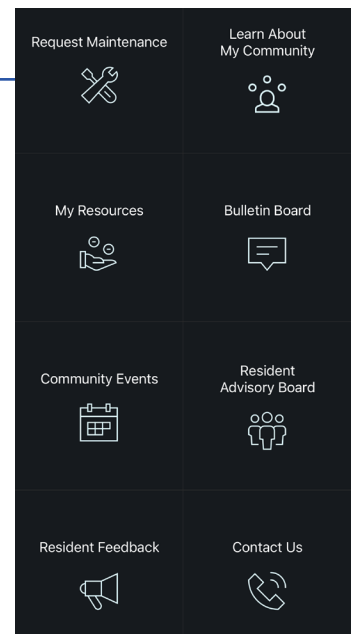 Request Maintenance
Learn About
My Community
My Resources
Bulletin Board
Community Events
Resident
Advisory Board
Resident Feedback
Contact Us